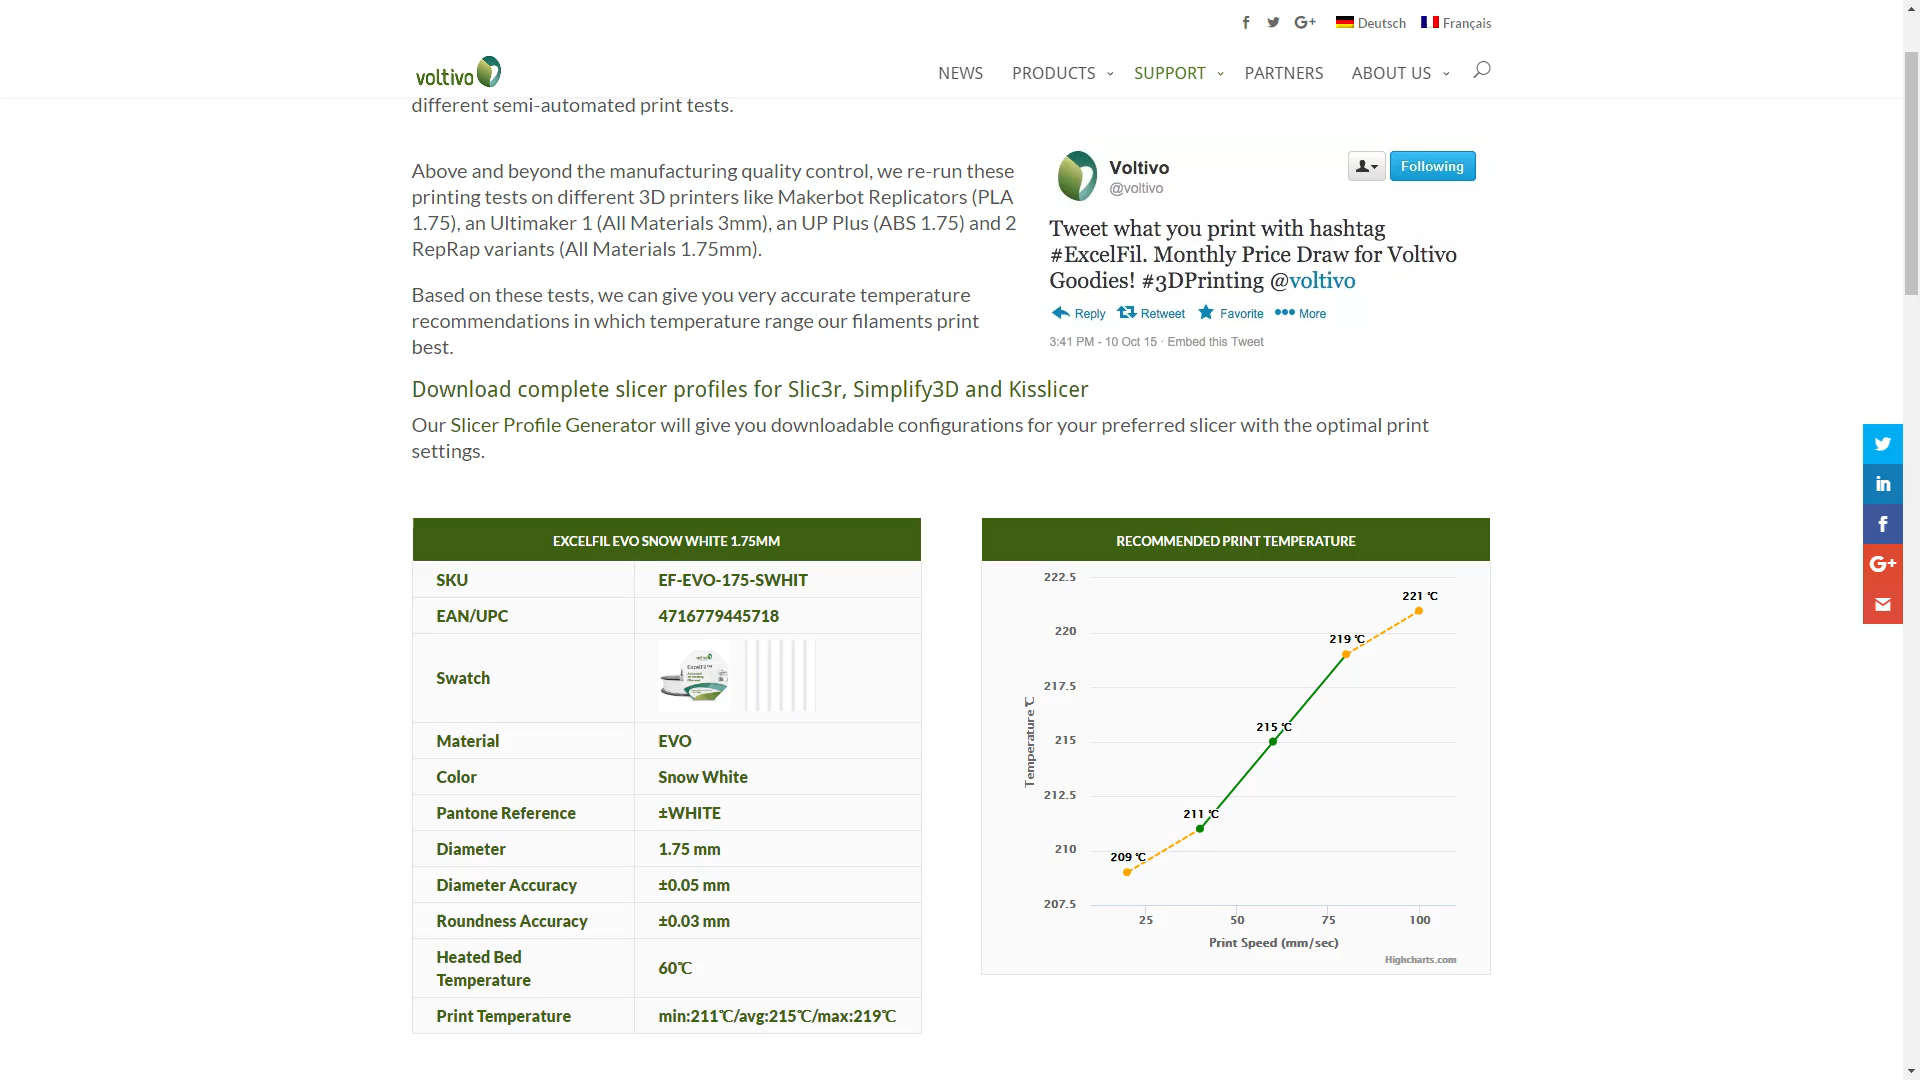 Deutsch
Français
voltivo
NEWS
PRODUCTS
SUPPORT
PARTNERS
ABOUT US
different semi-automated print tests.
Above and beyond the manufacturing quality control, we re-run these
printing tests on different 3D printers like Makerbot Replicators (PLA
1.75), an Ultimaker 1 (All Materials 3mm), an UP Plus (ABS 1.75) and 2
RepRap variants (All Materials 1.75mm).
Based on these tests, we can give you very accurate temperature
recommendations in which temperature range our filaments print
best.
Voltivo
@voltivo
Following
Tweet what you print with hashtag
#ExcelFil. Monthly Price Draw for Voltivo
Goodies! #3DPrinting @voltivo
Reply Retweet Favorite More
3:41 PM - 10 Oct 15 · Embed this Tweet
Download complete slicer profiles for Slic3r, Simplify3D and Kisslicer
Our Slicer Profile Generator will give you downloadable configurations for your preferred slicer with the optimal print
settings.
EXCELFIL EVO SNOW WHITE 1.75MM
SKU EF-EVO-175-SWHIT
EAN/UPC 4716779445718
Swatch
voltivo
ExcelFil™
Material EVO
Color Snow White
Pantone Reference ±WHITE
Diameter 1.75 mm
Diameter Accuracy ±0.05 mm
Roundness Accuracy ±0.03 mm
Heated Bed
Temperature
60℃
Print Temperature min:211℃/avg:215℃/max:219℃
RECOMMENDED PRINT TEMPERATURE
Temperature ℃
222.5
220
217.5
215
212.5
210
207.5
221 ℃
219 ℃
215 ℃
211 ℃
209 ℃
25 50 75 100
Print Speed (mm/sec)
Highcharts.com